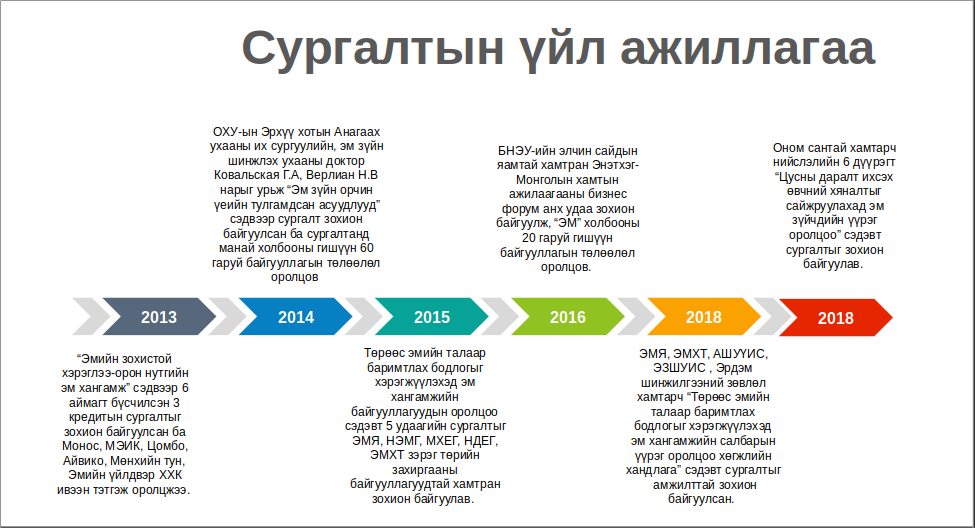 Сургалтын үйл ажиллагаа
ОХУ-ын Эрхүү хотын Анагаах
ухааны их сургуулийн, эм зүйн
шинжлэх ухааны доктор
Ковальская Г.А, Верлиан Н.В
нарыг урьж “Эм зүйн орчин
үеийн тулгамдсан асуудлууд”
сэдвээр сургалт зохион
байгуулсан ба сургалтанд
манай холбооны гишүүн 60
гаруй байгууллагын төлөөлөл
оролцов
БНЭУ-ийн элчин сайдын
яамтай хамтран Энэтхэг-
Монголын хамтын
ажилаагааны бизнес
форум анх удаа зохион
байгуулж, “ЭМ” холбооны
20 гаруй гишүүн
байгууллагын төлөөлөл
оролцов.
Оном сантай хамтарч
нийслэлийн 6 дүүрэгт
“Цусны даралт ихсэх
өвчний хяналтыг
сайжруулахад эм
зүйчдийн үүрэг
оролцоо” сэдэвт
сургалтыг зохион
байгуулав.
2013
2014
2015
2016
2018
2018
“Эмийн зохистой
хэрэглээ-орон нутгийн
эм хангамж” сэдвээр 6
аймагт бүсчилсэн 3
кредитын сургалтыг
зохион байгуулсан ба
Монос, МЭИК, Цомбо,
Айвико, Мөнхийн тун,
Эмийн үйлдвэр ХХК
ивээн тэтгэж оролцжээ.
Төрөөс эмийн талаар
баримтлах бодлогыг
хэрэгжүүлэхэд эм
хангамжийн
байгууллагуудын оролцоо
сэдэвт 5 удаагийн сургалтыг
ЭМЯ, НЭМГ, МХЕГ, НДЕГ,
ЭМХТ зэрэг төрийн
захиргааны
байгууллагуудтай хамтран
зохион байгуулав.
ЭМЯ, ЭМХТ, АШУҮИС,
ЭЗШУИС , Эрдэм
шинжилгээний зөвлөл
хамтарч “Төрөөс эмийн
талаар баримтлах
бодлогыг хэрэгжүүлэхэд
эм хангамжийн салбарын
үүрэг оролцоо хөгжлийн
хандлага” сэдэвт сургалтыг
амжилттай зохион
байгуулсан.